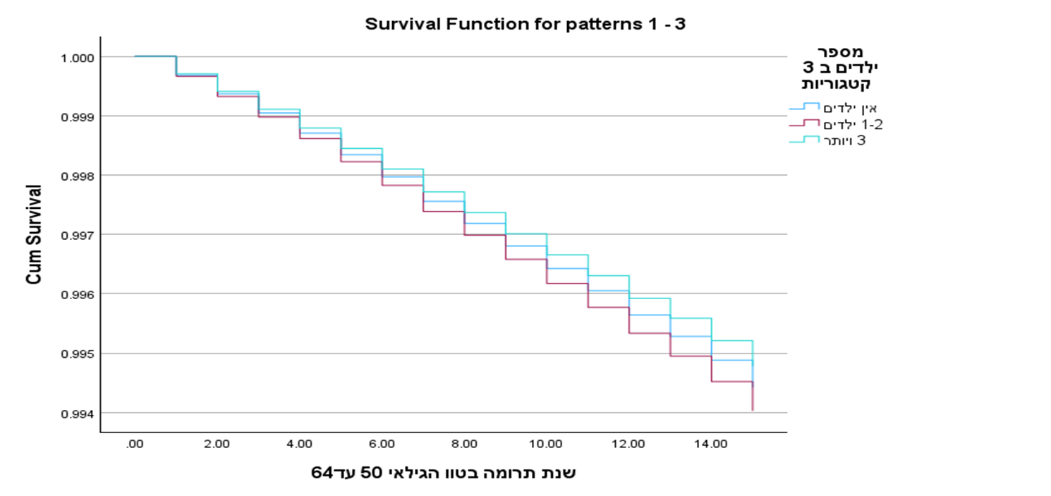 Survival Function for patterns 1 - 3
מספר
ילדים ב 3
קטגוריות
אין ילדים
1-2 ילדים
3 ויותר
Cum Survival
1.000
0.999
0.998
0.997
0.996
0.995
0.994
.00 2.00 4.00 6.00 8.00 10.00 12.00 14.00
שנת תרומה בטווו הגילאי 50 עד64